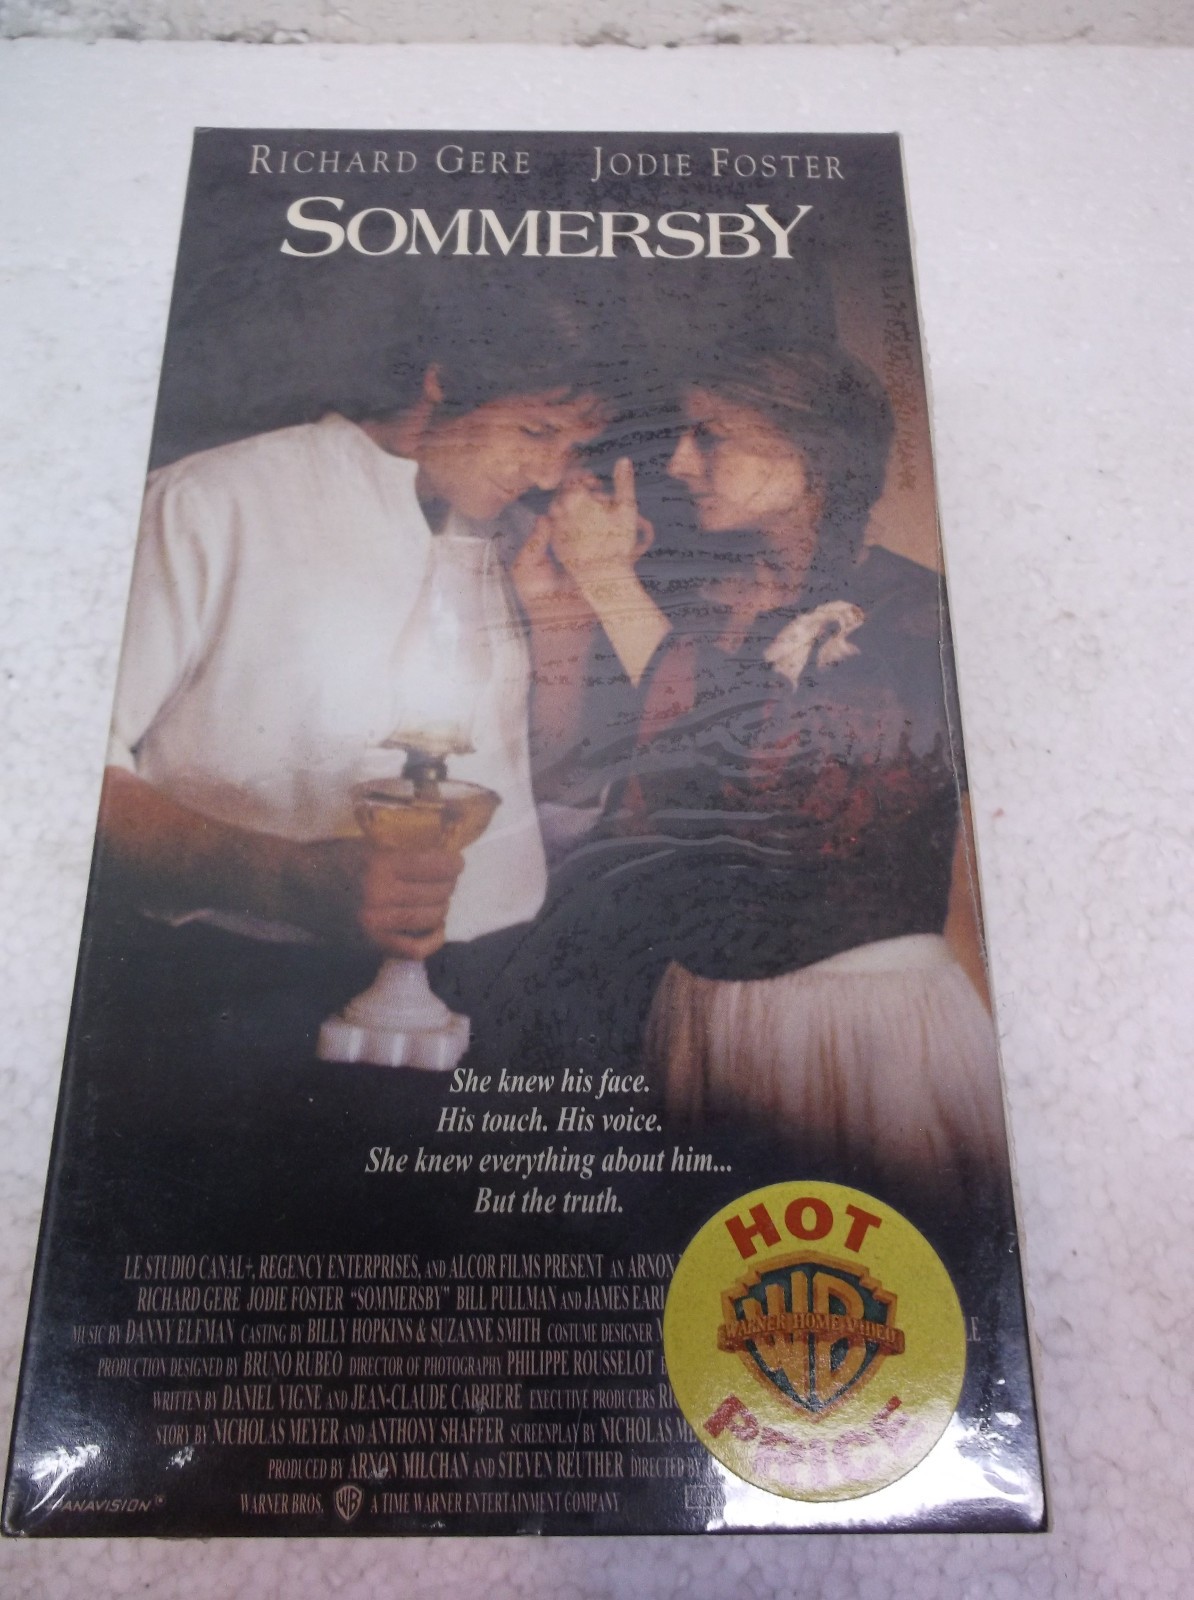 RICHARD GERE JODIE FOSTER
SOMMERSBY
She knew his face.
His touch. His voice.
She knew everything about him...
But the truth.
LE STUDIO CANAL+, REGENCY ENTERPRISES, AND ALCOR FILMS PRESENT AN ARNON
RICHARD GERE JODIE FOSTER "SOMMERSBY" BILL PULLMAN AND JAMES EARL
MUSIC BY DANNY ELFMAN CASTING BY BILLY HOPKINS & SUZANNE SMITH COSTUME DESIGNER
PRODUCTION DESIGNED BY BRUNO RUBEO DIRECTOR OF PHOTOGRAPHY PHILIPPE ROUSSELOT
WRITTEN BY DANIEL VIGNE AND JEAN-CLAUDE CARRIERE EXECUTIVE PRODUCERS
STORY BY NICHOLAS MEYER AND ANTHONY SHAFFER SCREENPLAY BY NICHOLAS
PRODUCED BY ARNON MILCHAN AND STEVEN REUTHER DIRECTED BY
PANAVISION® WARNER BROS. WB A TIME WARNER ENTERTAINMENT COMPANY
HOT
WB
WARNER HOME VIDEO
PRICE